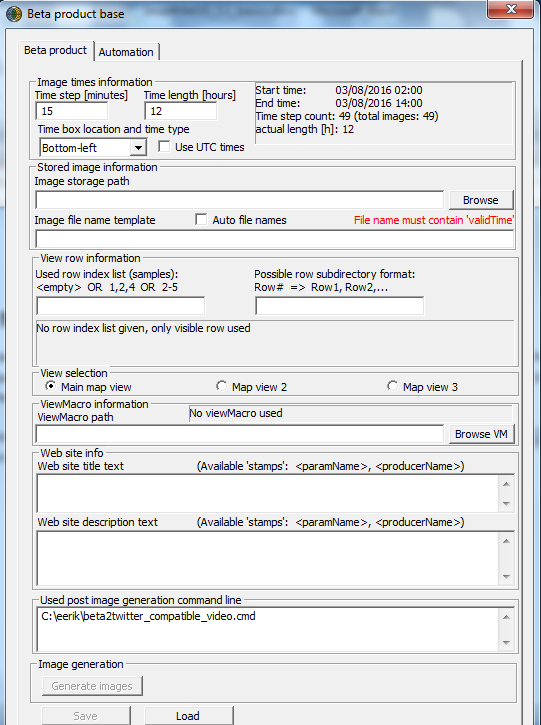 Beta product base
Beta product Automation
Image times information
Time step [minutes] Time length [hours]
15 12
Start time: 03/08/2016 02:00
End time: 03/08/2016 14:00
Time step count: 49 (total images: 49)
actual length [h]: 12
Time box location and time type
Bottom-left Use UTC times
Stored image information
Image storage path
Browse
Image file name template Auto file names File name must contain 'validTime'
View row information
Used row index list (samples): Possible row subdirectory format:
<empty> OR 1,2,4 OR 2-5 Row# => Row1, Row2,...
No row index list given, only visible row used
View selection
Main map view Map view 2 Map view 3
ViewMacro information
ViewMacro path No viewMacro used
Browse VM
Web site info
Web site title text (Available 'stamps': <paramName>, <producerName>)
Web site description text (Available 'stamps': <paramName>, <producerName>)
Used post image generation command line
C:\eerik\beta2twitter_compatible_video.cmd
Image generation
Generate images
Save Load